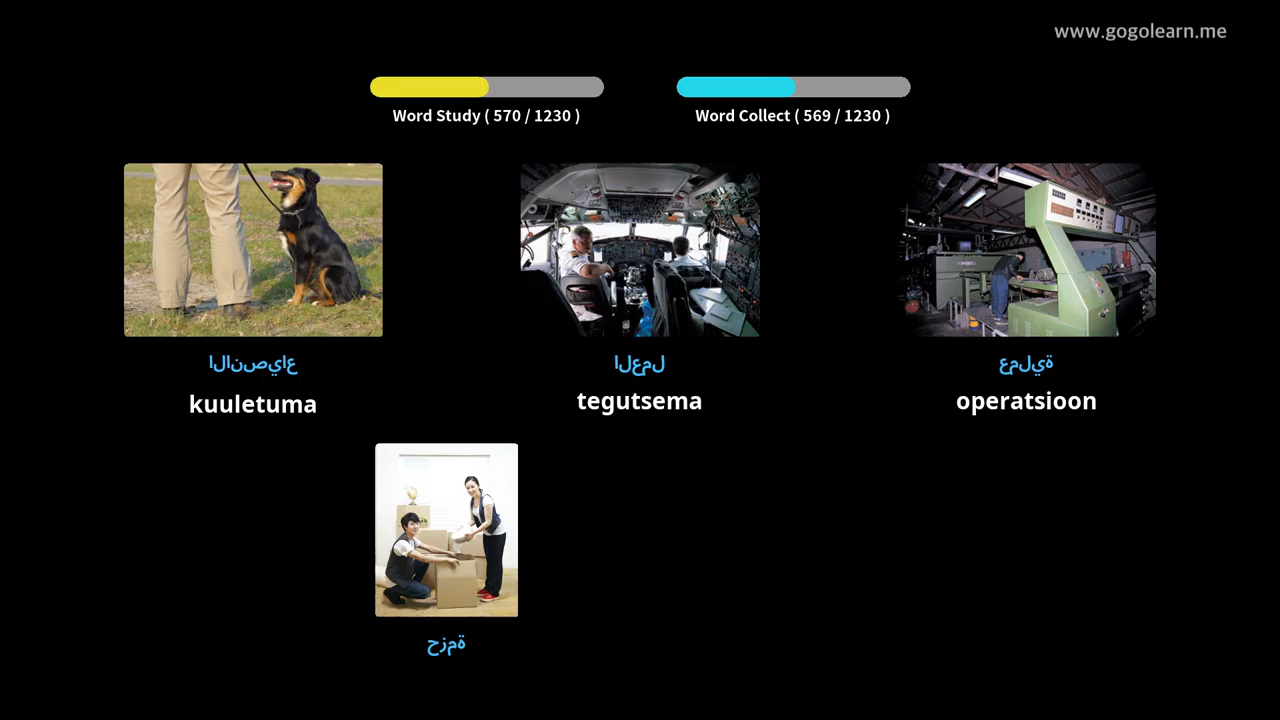 www.gogolearn.me
Word Study ( 570 / 1230 )
Word Collect ( 569 / 1230 )
الانصياع
العمل
عملية
kuuletuma
tegutsema
operatsioon
حزمة